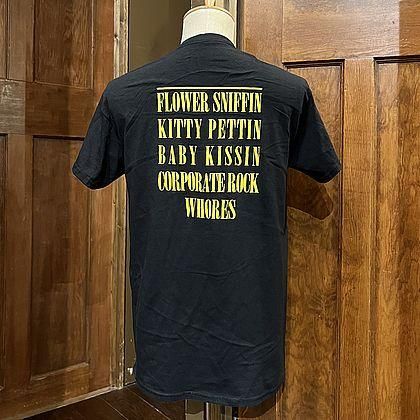 FLOWER SNIFFIN
KITTY PETTIN
BABY KISSIN
CORPORATE ROCK
WHORES